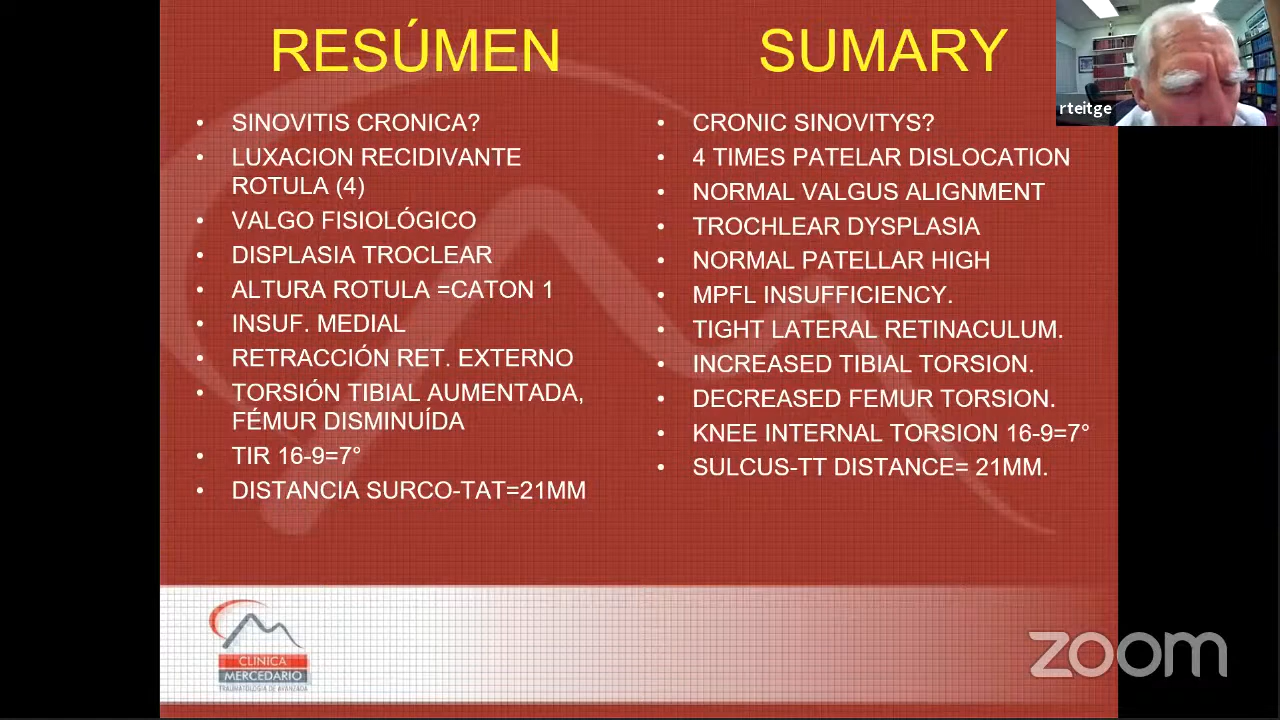 RESÚMEN
SINOVITIS CRONICA?
LUXACION RECIDIVANTE
ROTULA (4)
VALGO FISIOLÓGICO
DISPLASIA TROCLEAR
ALTURA ROTULA =CATON 1
INSUF. MEDIAL
RETRACCIÓN RET. EXTERNO
TORSIÓN TIBIAL AUMENTADA,
FÉMUR DISMINUÍDA
TIR 16-9=7°
DISTANCIA SURCO-TAT=21MM
SUMARY
CRONIC SINOVITYS?
4 TIMES PATELAR DISLOCATION
NORMAL VALGUS ALIGNMENT
TROCHLEAR DYSPLASIA
NORMAL PATELLAR HIGH
MPFL INSUFFICIENCY.
TIGHT LATERAL RETINACULUM.
INCREASED TIBIAL TORSION.
DECREASED FEMUR TORSION.
KNEE INTERNAL TORSION 16-9=7°
SULCUS-TT DISTANCE= 21MM.
rteitge
CLINICA
MERCEDARIO
TRAUMATOLOGIA DE AVANZADA
zoom